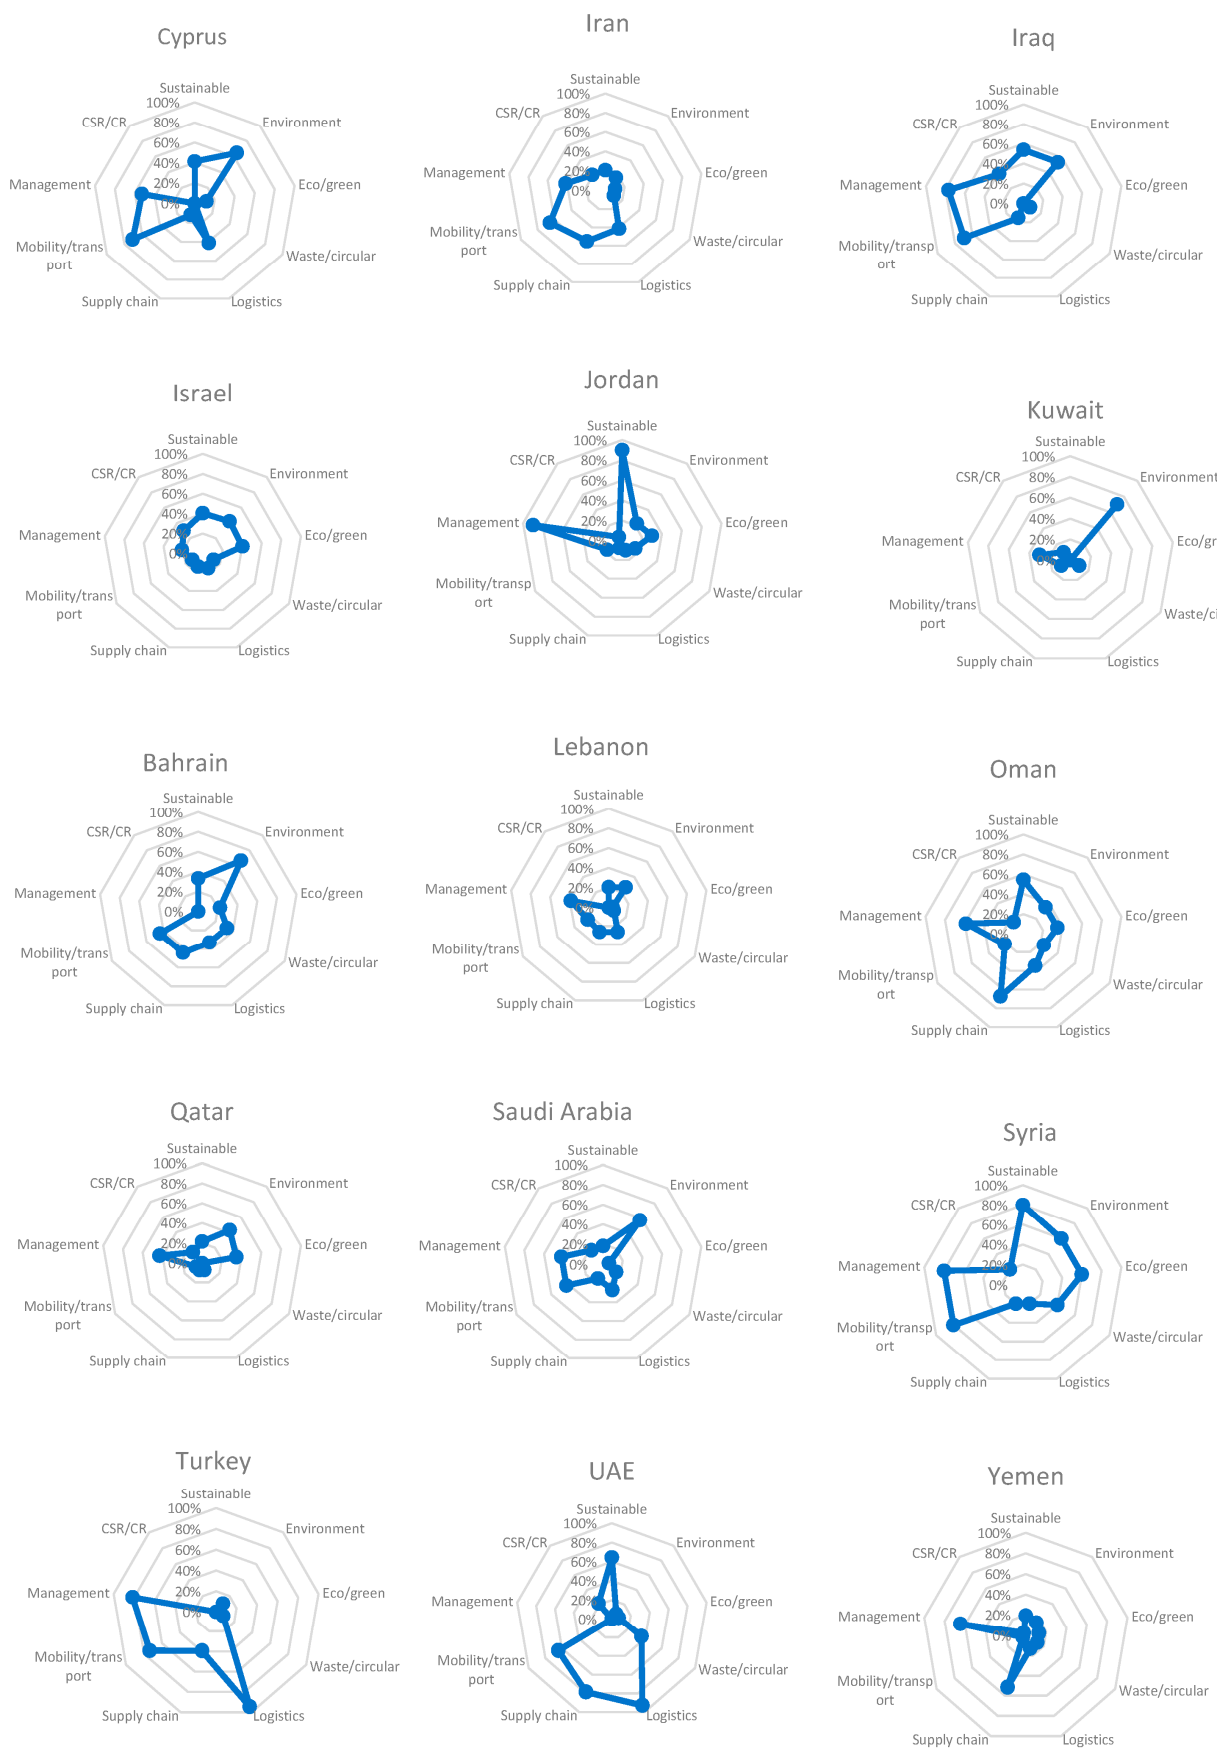 Cyprus
Sustainable
100%
80%
60%
40%
20%
0%
CSR/CR
Environment
Management
Eco/green
Mobility/trans
port
Waste/circular
Supply chain
Logistics
Iran
Sustainable
100%
80%
60%
40%
20%
0%
CSR/CR
Environment
Management
Eco/green
Mobility/trans
port
Waste/circular
Supply chain
Logistics
Iraq
Sustainable
100%
80%
60%
40%
20%
0%
CSR/CR
Environment
Management
Eco/green
Mobility/transp
ort
Waste/circular
Supply chain
Logistics
Israel
Sustainable
100%
80%
60%
40%
20%
0%
CSR/CR
Environment
Management
Eco/green
Mobility/trans
port
Waste/circular
Supply chain
Logistics
Jordan
Sustainable
100%
80%
60%
40%
20%
0%
CSR/CR
Environment
Management
Eco/green
Mobility/transp
ort
Waste/circular
Supply chain
Logistics
Kuwait
Sustainable
100%
80%
60%
40%
20%
0%
CSR/CR
Environment
Management
Eco/gr
Mobility/trans
port
Waste/ci
Supply chain
Logistics
Bahrain
Sustainable
100%
80%
60%
40%
20%
0%
CSR/CR
Environment
Management
Eco/green
Mobility/trans
port
Waste/circular
Supply chain
Logistics
Lebanon
Sustainable
100%
80%
60%
40%
20%
0%
CSR/CR
Environment
Management
Eco/green
Mobility/trans
port
Waste/circular
Supply chain
Logistics
Oman
Sustainable
100%
80%
60%
40%
20%
0%
CSR/CR
Environment
Management
Eco/green
Mobility/transp
ort
Waste/circular
Supply chain
Logistics
Qatar
Sustainable
100%
80%
60%
40%
20%
0%
CSR/CR
Environment
Management
Eco/green
Mobility/trans
port
Waste/circular
Supply chain
Logistics
Saudi Arabia
Sustainable
100%
80%
60%
40%
20%
0%
CSR/CR
Environment
Management
Eco/green
Mobility/trans
port
Waste/circular
Supply chain
Logistics
Syria
Sustainable
100%
80%
60%
40%
20%
0%
CSR/CR
Environment
Management
Eco/green
Mobility/transp
ort
Waste/circular
Supply chain
Logistics
Turkey
Sustainable
100%
80%
60%
40%
20%
0%
CSR/CR
Environment
Management
Eco/green
Mobility/trans
port
Waste/circular
Supply chain
Logistics
UAE
Sustainable
100%
80%
60%
40%
20%
0%
CSR/CR
Environment
Management
Eco/green
Mobility/trans
port
Waste/circular
Supply chain
Logistics
Yemen
Sustainable
100%
80%
60%
40%
20%
0%
CSR/CR
Environment
Management
Eco/green
Mobility/transp
ort
Waste/circular
Supply chain
Logistics